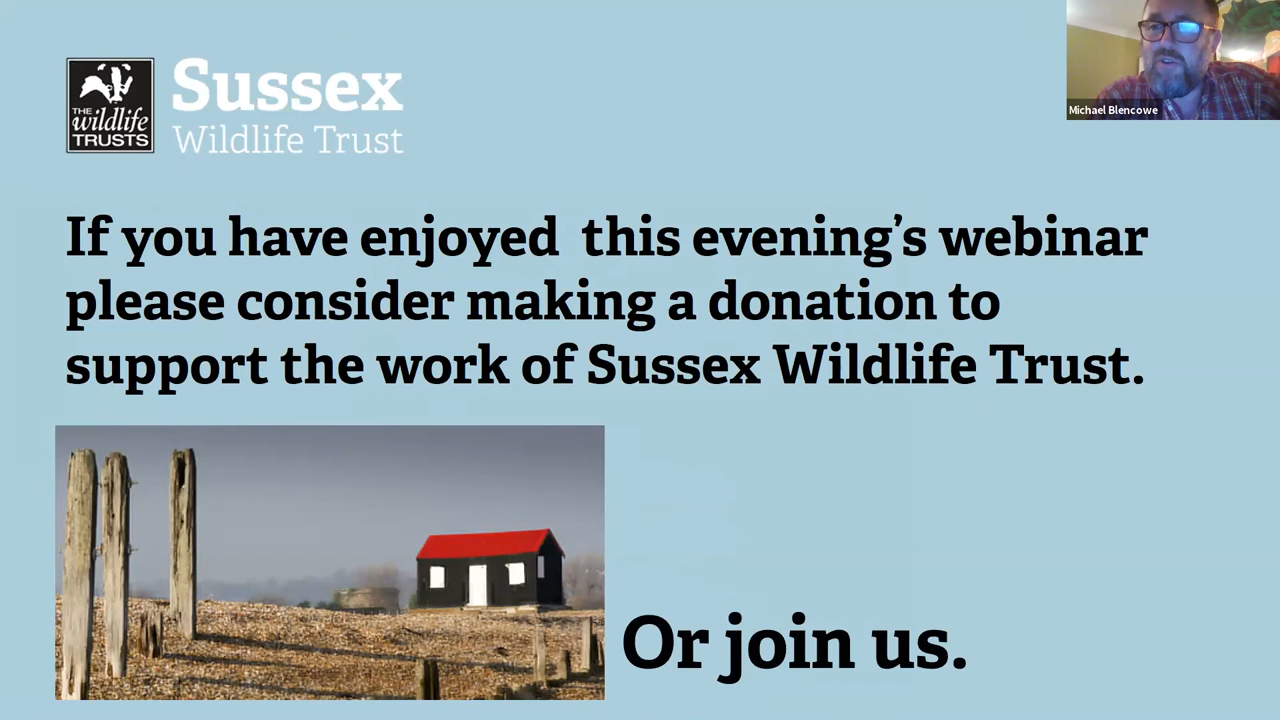 THE
wildlife
TRUSTS
Sussex
Wildlife Trust
Michael Blencowe
If you have enjoyed  this evening’s webinar
please consider making a donation to
support the work of Sussex Wildlife Trust.
Or join us.